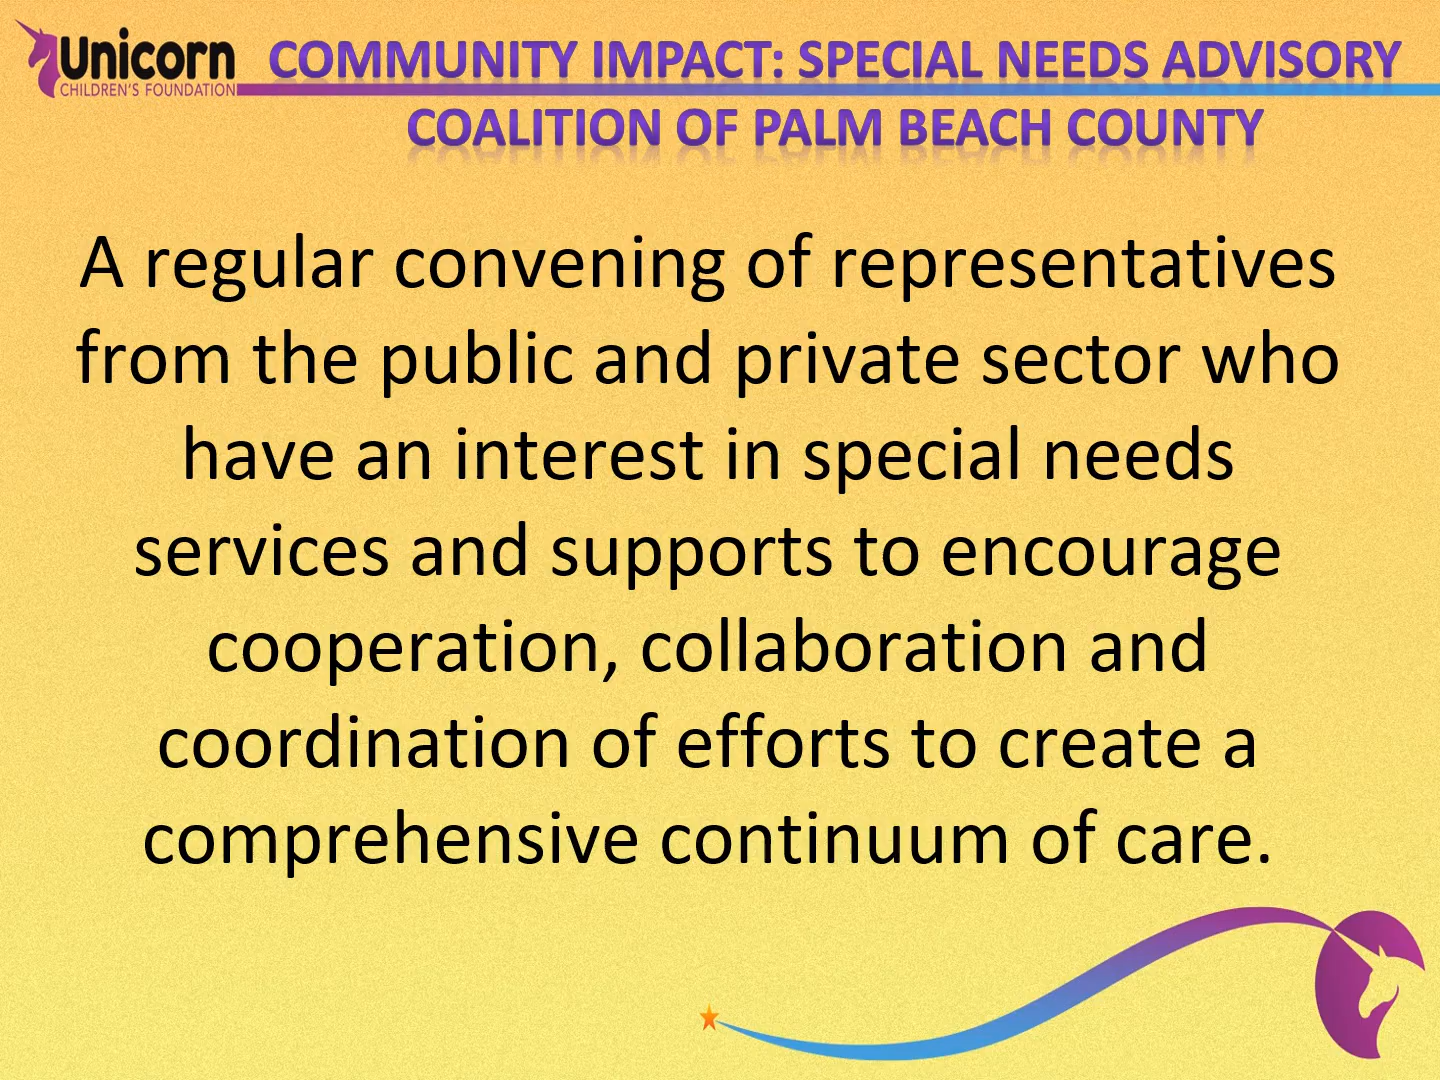 Unicorn
CHILDREN'S FOUNDATION
COMMUNITY IMPACT: SPECIAL NEEDS ADVISORY
COALITION OF PALM BEACH COUNTY
A regular convening of representatives
from the public and private sector who
have an interest in special needs
services and supports to encourage
cooperation, collaboration and
coordination of efforts to create a
comprehensive continuum of care.